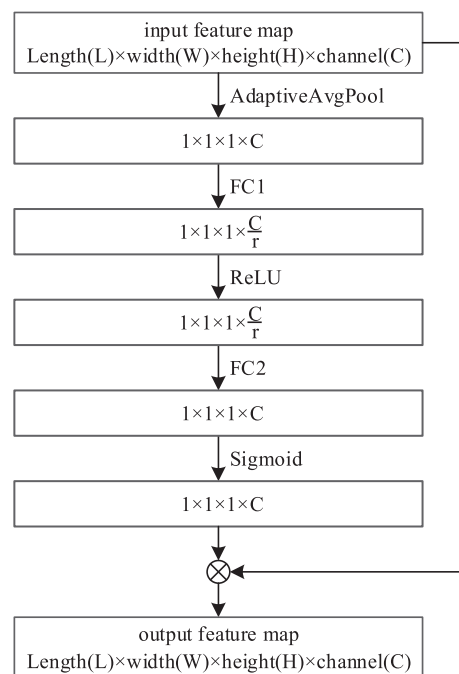 input feature map
Length(L)×width(W)×height(H)×channel(C)
AdaptiveAvgPool
1×1×1×C
FC1
1×1×1×C/r
ReLU
1×1×1×C/r
FC2
1×1×1×C
Sigmoid
1×1×1×C
output feature map
Length(L)×width(W)×height(H)×channel(C)